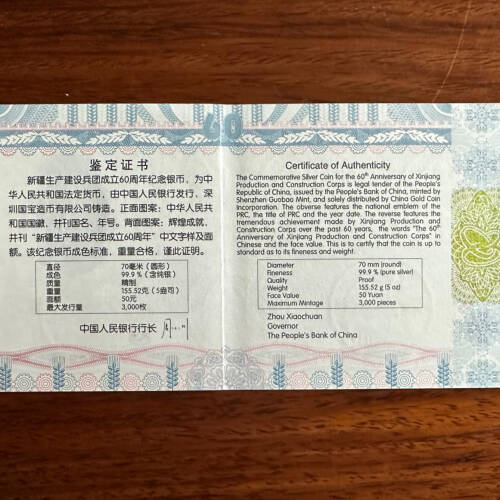 鉴定证书
新疆生产建设兵团成立60周年纪念银币，为中
华人民共和国法定货币，由中国人民银行发行，深
圳国宝造币有限公司铸造。正面图案：中华人民共
和国国徽，并刊国名、年号。背面图案：辉煌成就，
并刊“新疆生产建设兵团成立60周年”中文字样及面
额。该纪念银币成色标准，重量合格，谨此证明。
直径 70毫米（圆形）
成色 99.9％（含纯银）
质量 精制
重量 155.52克（5盎司）
面额 50元
最大发行量 3,000枚
中国人民银行行长
Certificate of Authenticity
The Commemorative Silver Coin for the 60th Anniversary of Xinjiang
Production and Construction Corps is legal tender of the People's
Republic of China, issued by the People's Bank of China, minted by
Shenzhen Guobao Mint, and solely distributed by China Gold Coin
Incorporation. The obverse features the national emblem of the
PRC, the title of PRC and the year date. The reverse features the
tremendous achievement made by Xinjiang Production and
Construction Corps over the past 60 years, the words "The 60th
Anniversary of Xinjiang Production and Construction Corps" in
Chinese and the face value. This is to certify that the coin is up to
standard as to its fineness and weight.
Diameter 70 mm (round)
Fineness 99.9 % (pure silver)
Quality Proof
Weight 155.52 g (5 oz)
Face Value 50 Yuan
Maximum Mintage 3,000 pieces
Zhou Xiaochuan
Governor
The People's Bank of China